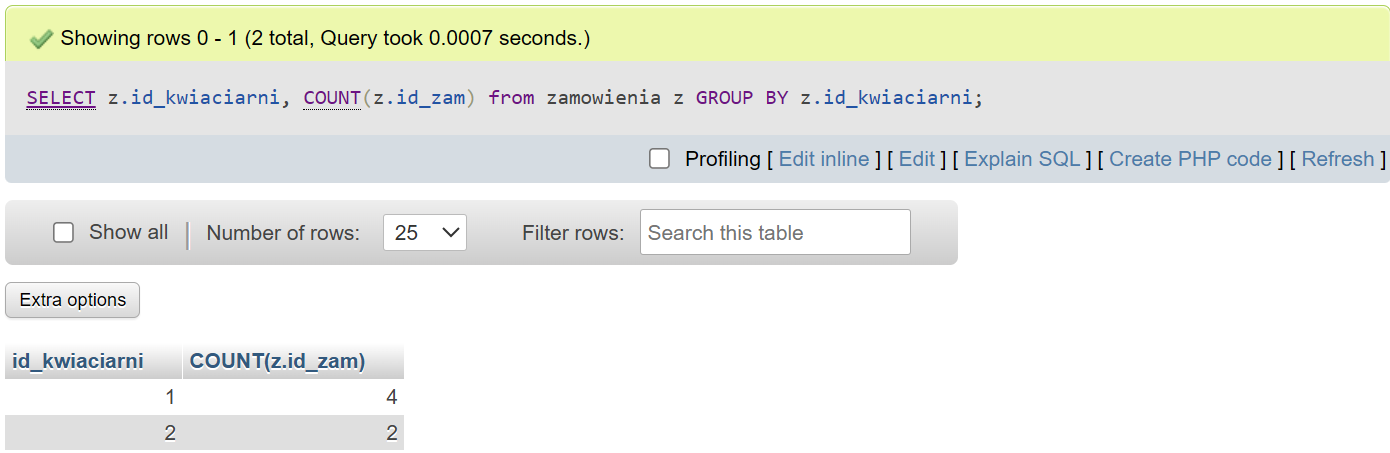 Showing rows 0 - 1 (2 total, Query took 0.0007 seconds.)
SELECT z.id_kwiaciarni, COUNT(z.id_zam) from zamowienia z GROUP BY z.id_kwiaciarni;
Profiling [ Edit inline ] [ Edit ] [ Explain SQL ] [ Create PHP code ] [ Refresh ]
Show all | Number of rows: 25 Filter rows: Search this table
Extra options
id_kwiaciarni COUNT(z.id_zam)
1 4
2 2